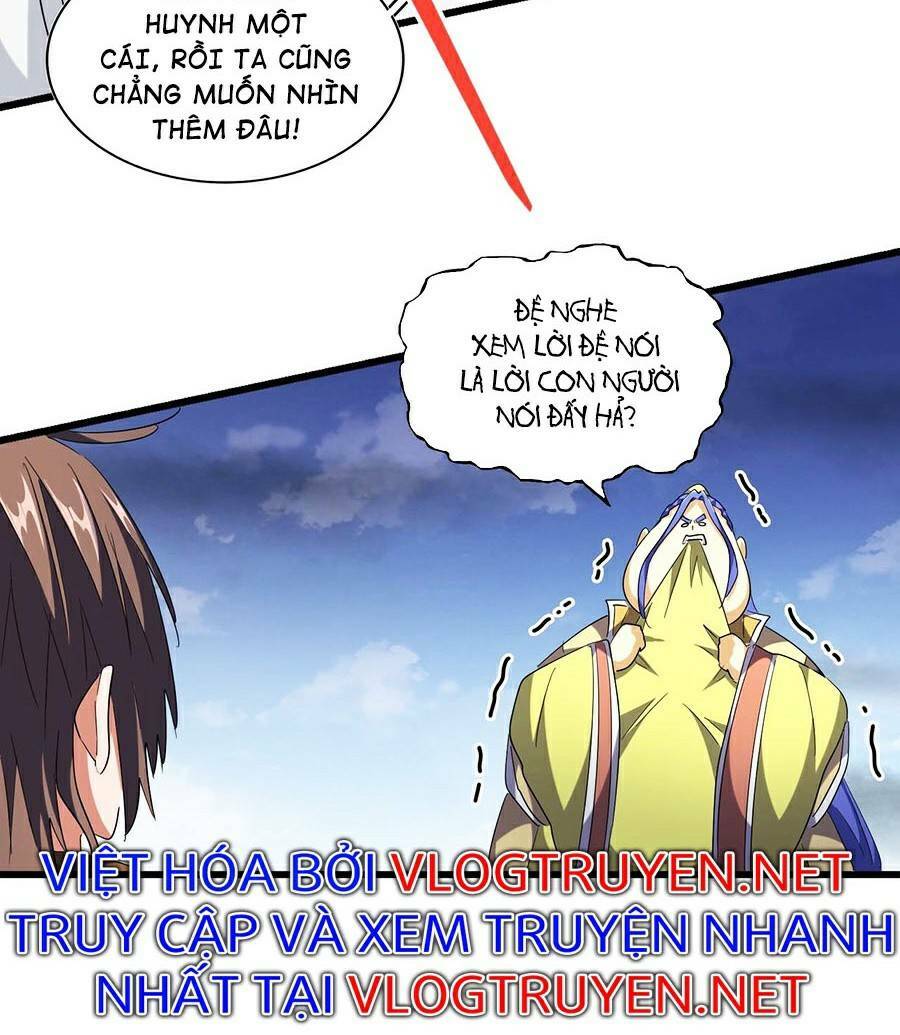 HUYNH MỘT
CÁI, RỒI TA CŨNG
CHẲNG MUỐN NHÌN
THÊM ĐÂU!
ĐỆ NGHE
XEM LỜI ĐỆ NÓI
LÀ LỜI CON NGƯỜI
NÓI ĐẤY HẢ?
VIỆT HÓA BỞI VLOGTRUYEN.NET
TRUY CẬP VÀ XEM TRUYỆN NHANH
NHẤT TẠI VLOGTRUYEN.NET